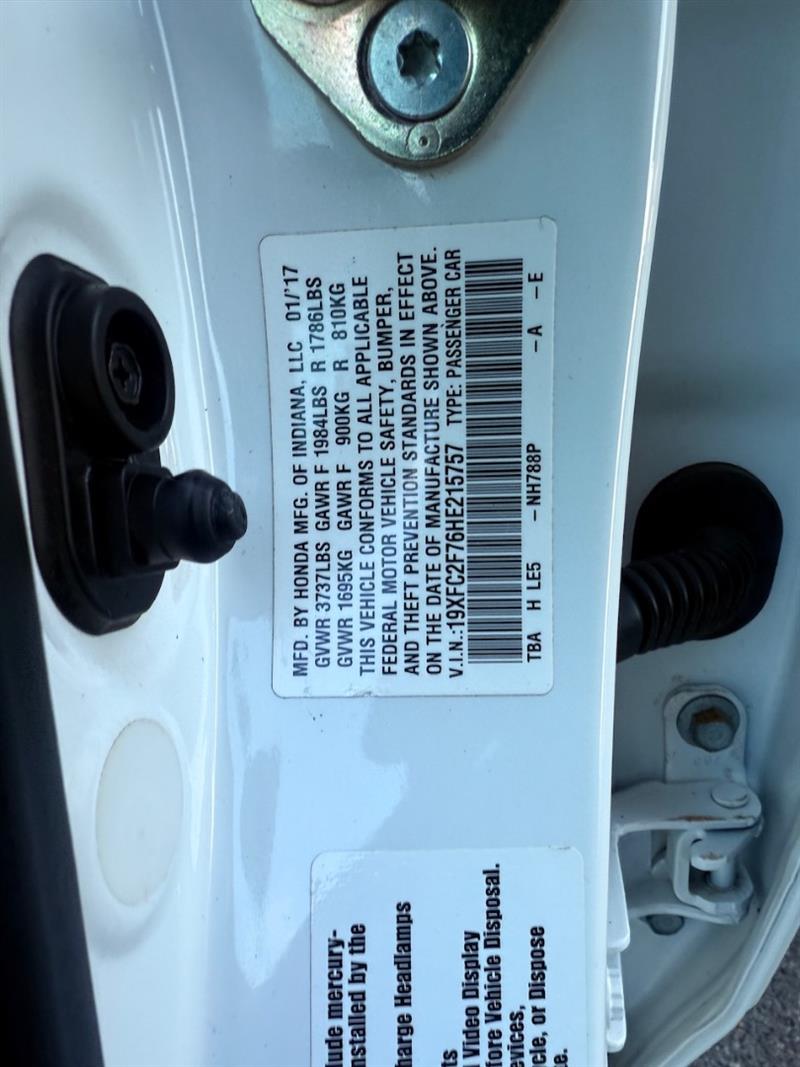 MFD. BY HONDA MFG. OF INDIANA, LLC 01/'17
GVWR 3737LBS GAWR F 1984LBS R 1786LBS
GVWR 1695KG GAWR F 900KG R 810KG
THIS VEHICLE CONFORMS TO ALL APPLICABLE
FEDERAL MOTOR VEHICLE SAFETY, BUMPER,
AND THEFT PREVENTION STANDARDS IN EFFECT
ON THE DATE OF MANUFACTURE SHOWN ABOVE.
V.I.N.:19XFC2F76HE215757 TYPE: PASSENGER CAR
TBA H LE5 -NH788P -A -E
lude mercury-
nstalled by the
harge Headlamps
ts
Video Display
fore Vehicle Disposal.
evices,
cle, or Dispose
e.